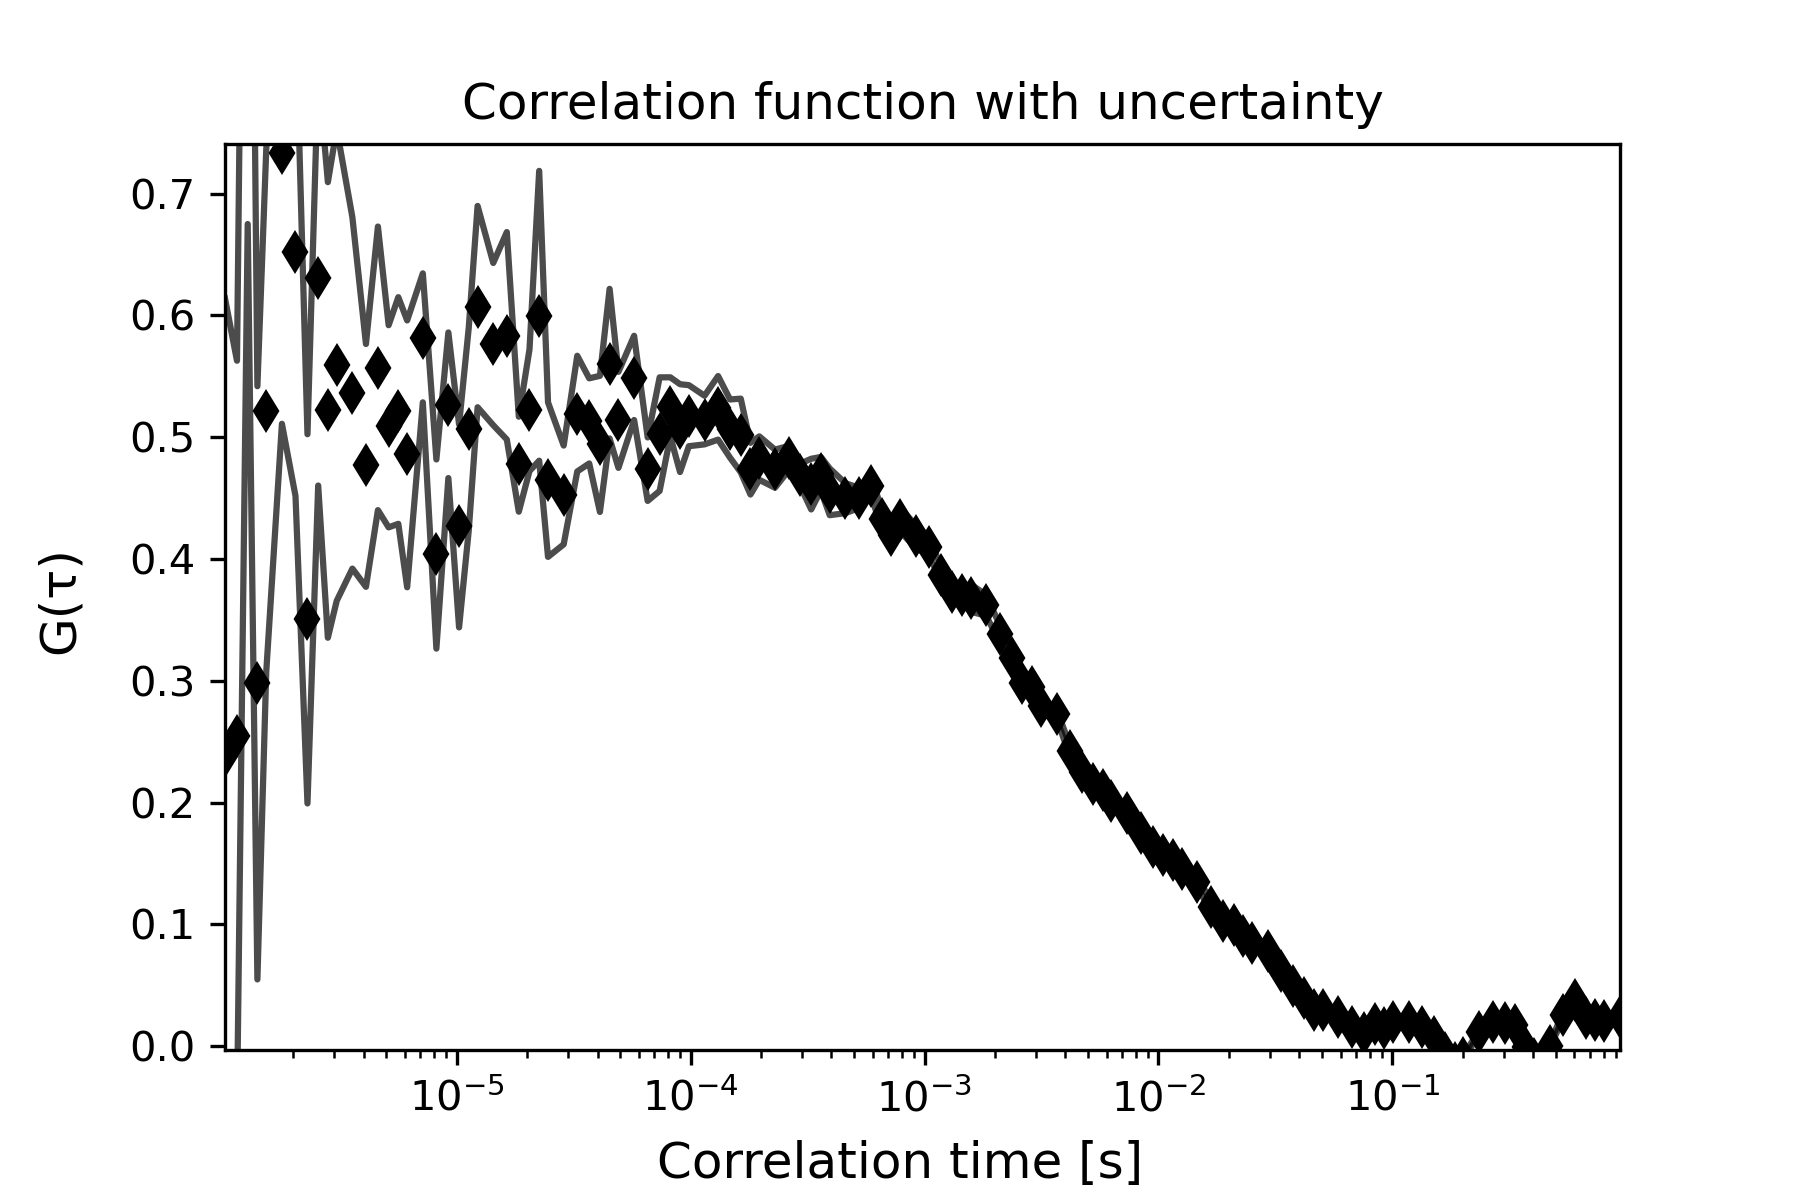 Correlation function with uncertainty
0.7
0.6
0.5
0.4
0.3
0.2
0.1
0.0
G(τ)
10⁻⁵ 10⁻⁴ 10⁻³ 10⁻² 10⁻¹
Correlation time [s]